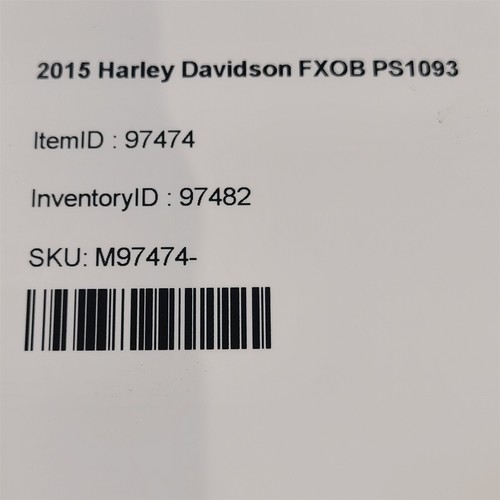 2015 Harley Davidson FXOB PS1093
ItemID : 97474
InventoryID : 97482
SKU: M97474-